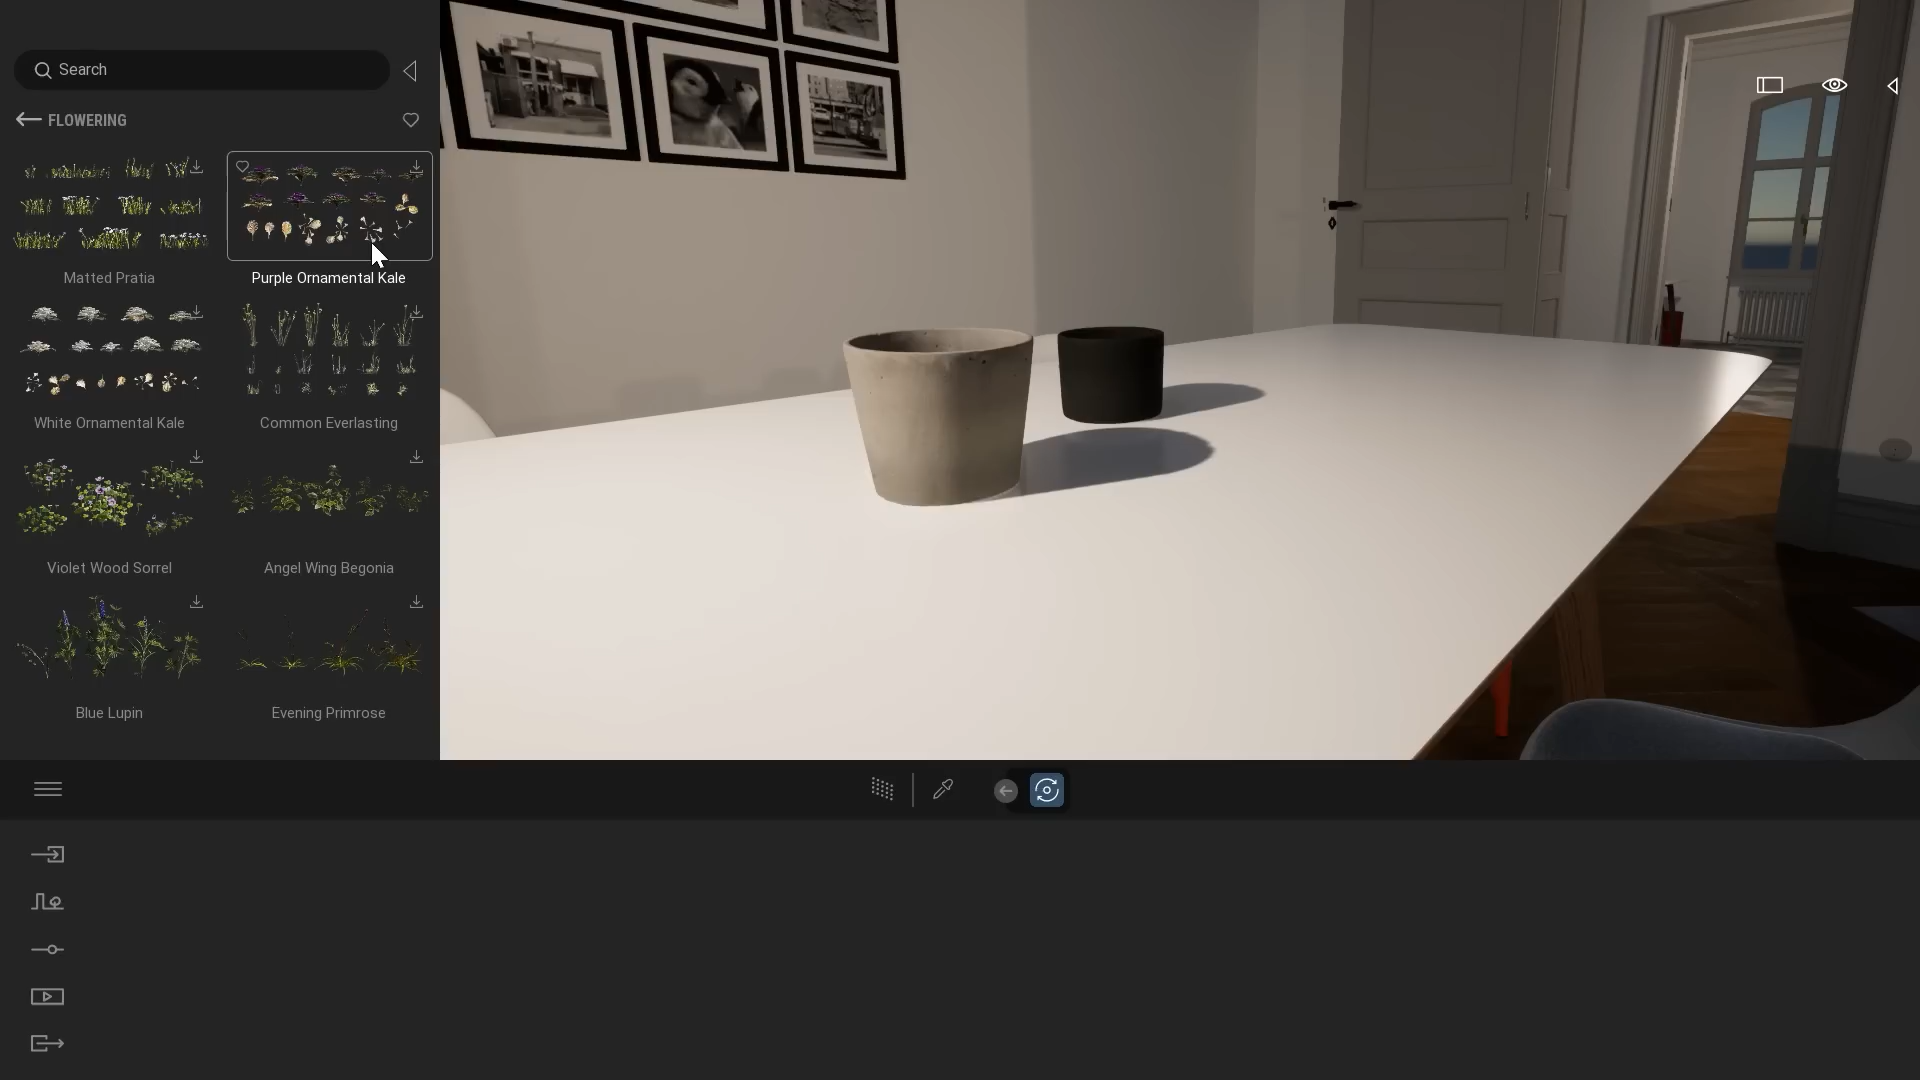 Search
FLOWERING
Matted Pratia
Purple Ornamental Kale
White Ornamental Kale
Common Everlasting
Violet Wood Sorrel
Angel Wing Begonia
Blue Lupin
Evening Primrose